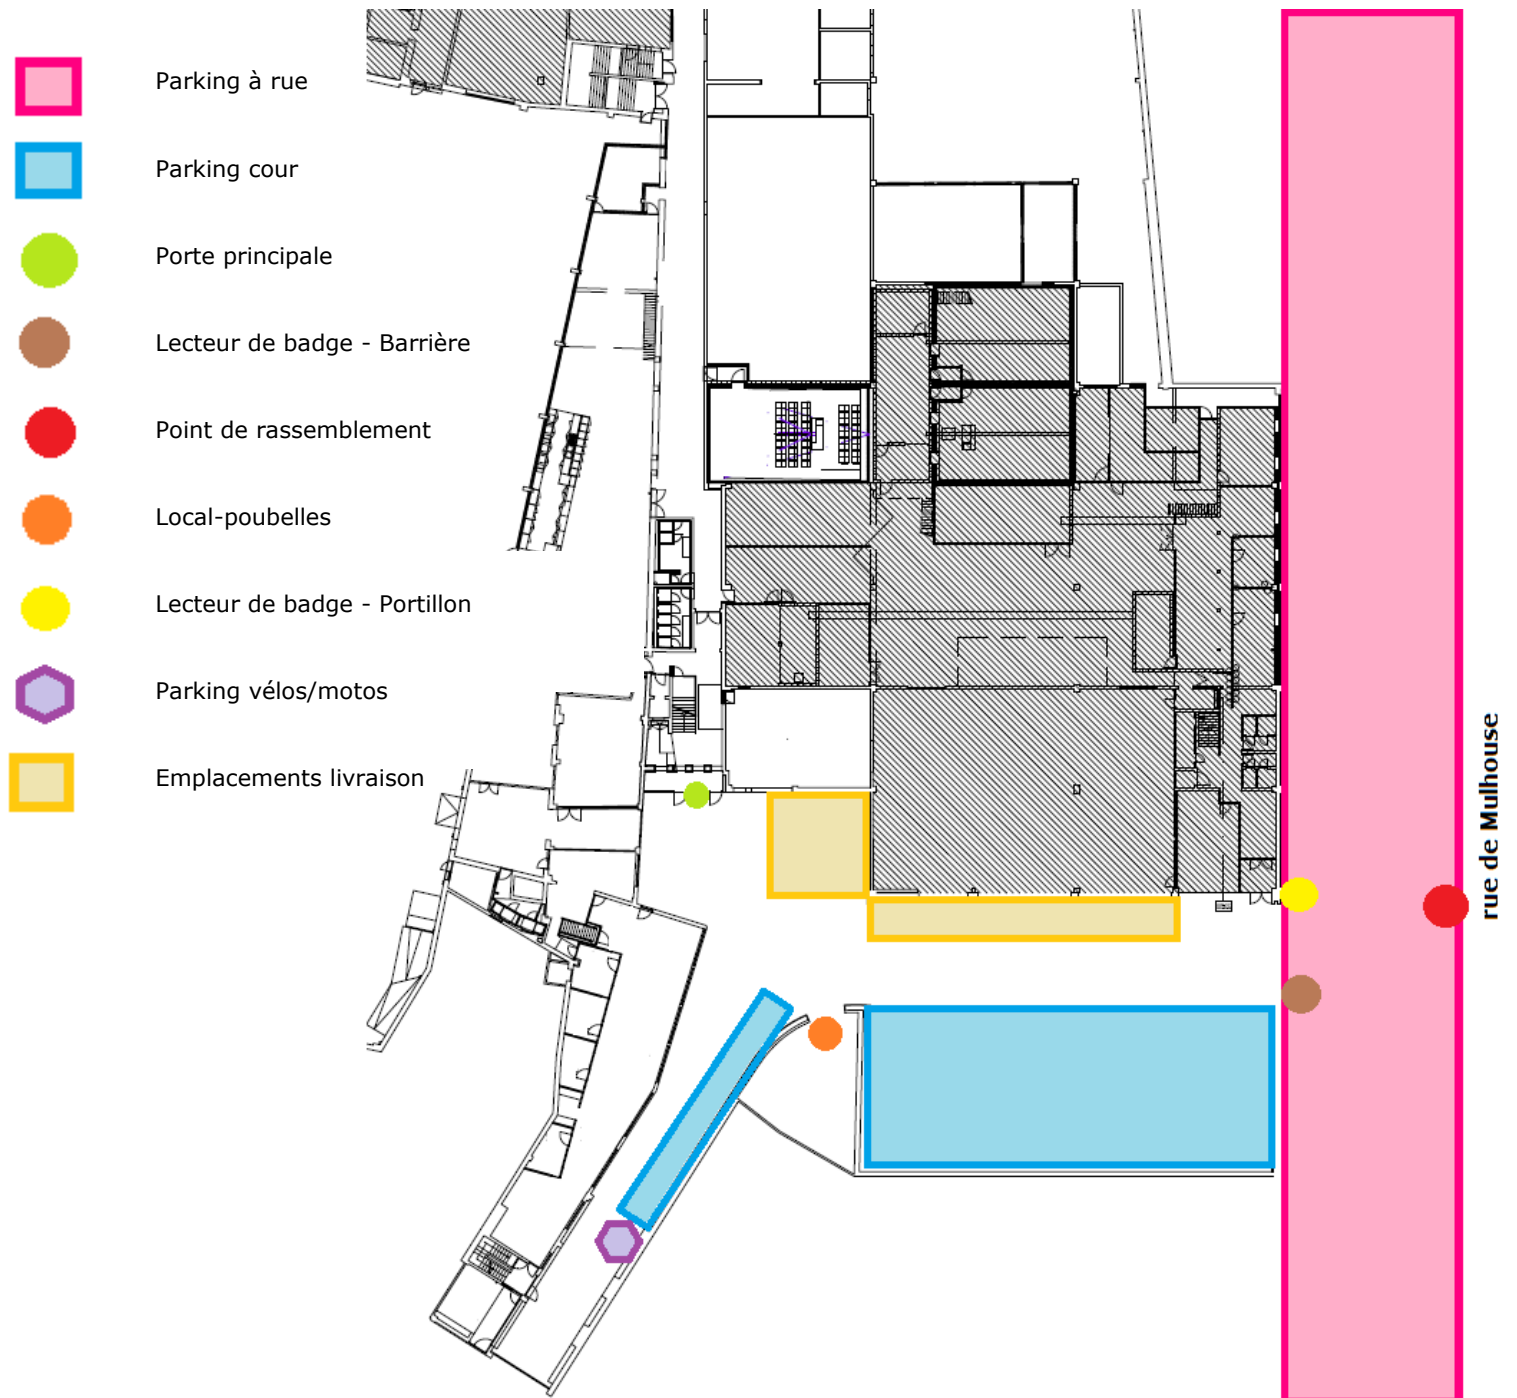 Parking à rue
Parking cour
Porte principale
Lecteur de badge - Barrière
Point de rassemblement
Local-poubelles
Lecteur de badge - Portillon
Parking vélos/motos
Emplacements livraison
rue de Mulhouse